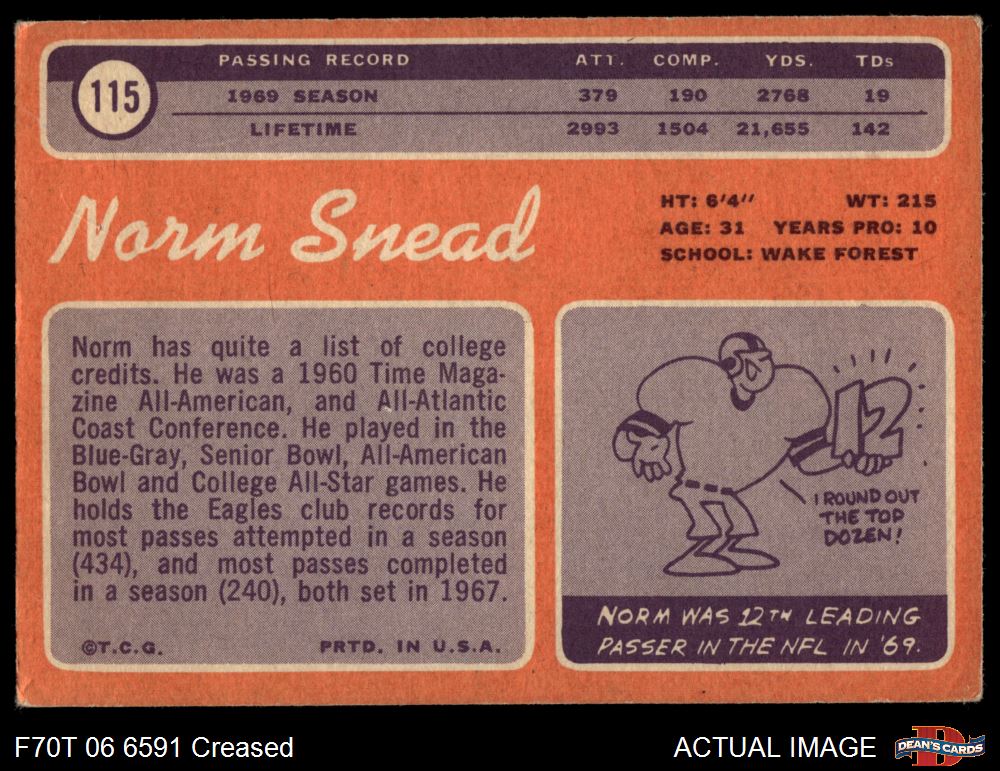 115
PASSING RECORD ATT. COMP. YDS. TDs
1969 SEASON 379 190 2768 19
LIFETIME 2993 1504 21,655 142
Norm Snead
HT: 6'4" WT: 215
AGE: 31 YEARS PRO: 10
SCHOOL: WAKE FOREST
Norm has quite a list of college
credits. He was a 1960 Time Maga-
zine All-American, and All-Atlantic
Coast Conference. He played in the
Blue-Gray, Senior Bowl, All-American
Bowl and College All-Star games. He
holds the Eagles club records for
most passes attempted in a season
(434), and most passes completed
in a season (240), both set in 1967.
©T.C.G. PRTD. IN U.S.A.
12
I ROUND OUT
THE TOP
DOZEN!
NORM WAS 12TH LEADING
PASSER IN THE NFL IN '69.
F70T 06 6591 Creased
ACTUAL IMAGE
D
DEAN'S CARDS